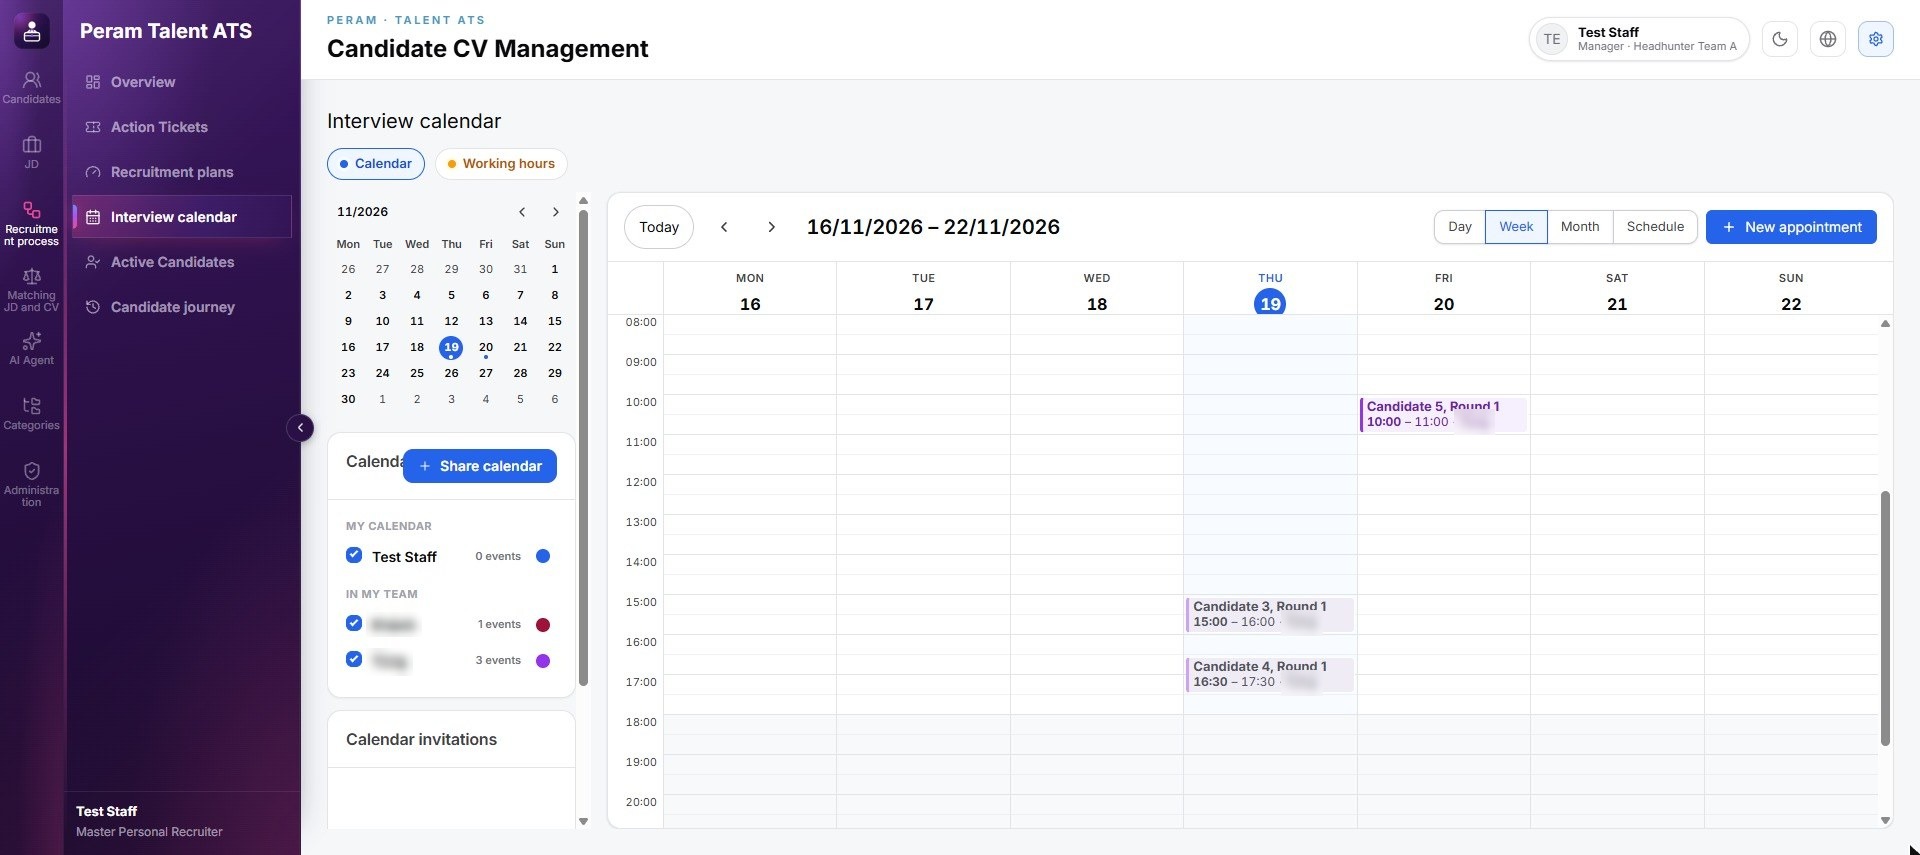 Peram Talent ATS
Candidates
JD
Recruitme
nt process
Matching
JD and CV
AI Agent
Categories
Administra
tion
Overview
Action Tickets
Recruitment plans
Interview calendar
Active Candidates
Candidate journey
Test Staff
Master Personal Recruiter
PERAM · TALENT ATS
Candidate CV Management
TE
Test Staff
Manager · Headhunter Team A
Interview calendar
Calendar
Working hours
11/2026
Mon Tue Wed Thu Fri Sat Sun
26 27 28 29 30 31 1
2 3 4 5 6 7 8
9 10 11 12 13 14 15
16 17 18 19 20 21 22
23 24 25 26 27 28 29
30 1 2 3 4 5 6
Calenda
+ Share calendar
MY CALENDAR
Test Staff 0 events
IN MY TEAM
1 events
3 events
Calendar invitations
Today
16/11/2026 – 22/11/2026
Day Week Month Schedule
+ New appointment
MON TUE WED THU FRI SAT SUN
16 17 18 19 20 21 22
08:00
09:00
10:00
Candidate 5, Round 1
10:00 – 11:00 ·
11:00
12:00
13:00
14:00
15:00
Candidate 3, Round 1
15:00 – 16:00 ·
16:00
Candidate 4, Round 1
16:30 – 17:30 ·
17:00
18:00
19:00
20:00